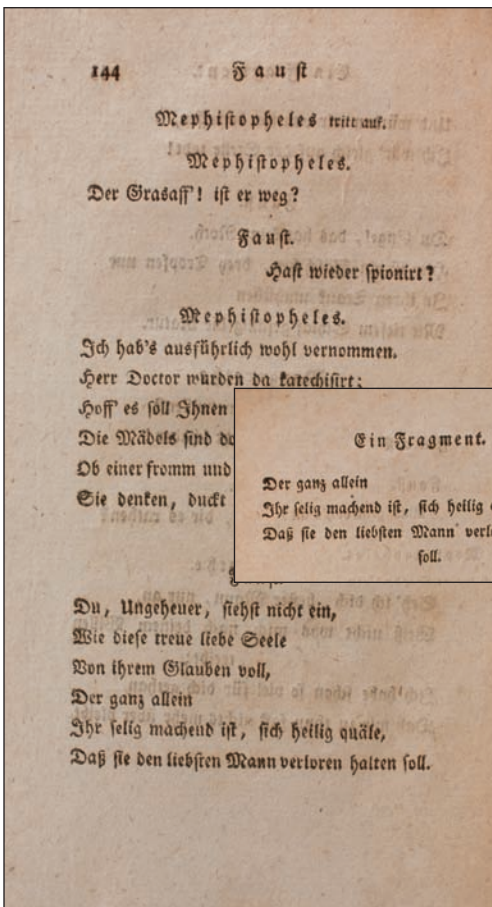 144 Faust
Mephistopheles tritt auf.
Mephistopheles.
Der Grasaff'! ist er weg?
Faust.
Hast wieder spionirt?
Mephistopheles.
Ich hab's ausführlich wohl vernommen.
Herr Doctor wurden da katechisirt;
Hoff' es soll Ihnen
Die Mädels sind
Ob einer fromm und
Sie denken, duckt
Ein Fragment.
Der ganz allein
Ihr selig machend ist, sich heilig
Daß sie den liebsten Mann
soll.
Du, Ungeheuer, siehst nicht ein,
Wie diese treue liebe Seele
Von ihrem Glauben voll,
Der ganz allein
Ihr selig machend ist, sich heilig quäle,
Daß sie den liebsten Mann verloren halten soll.